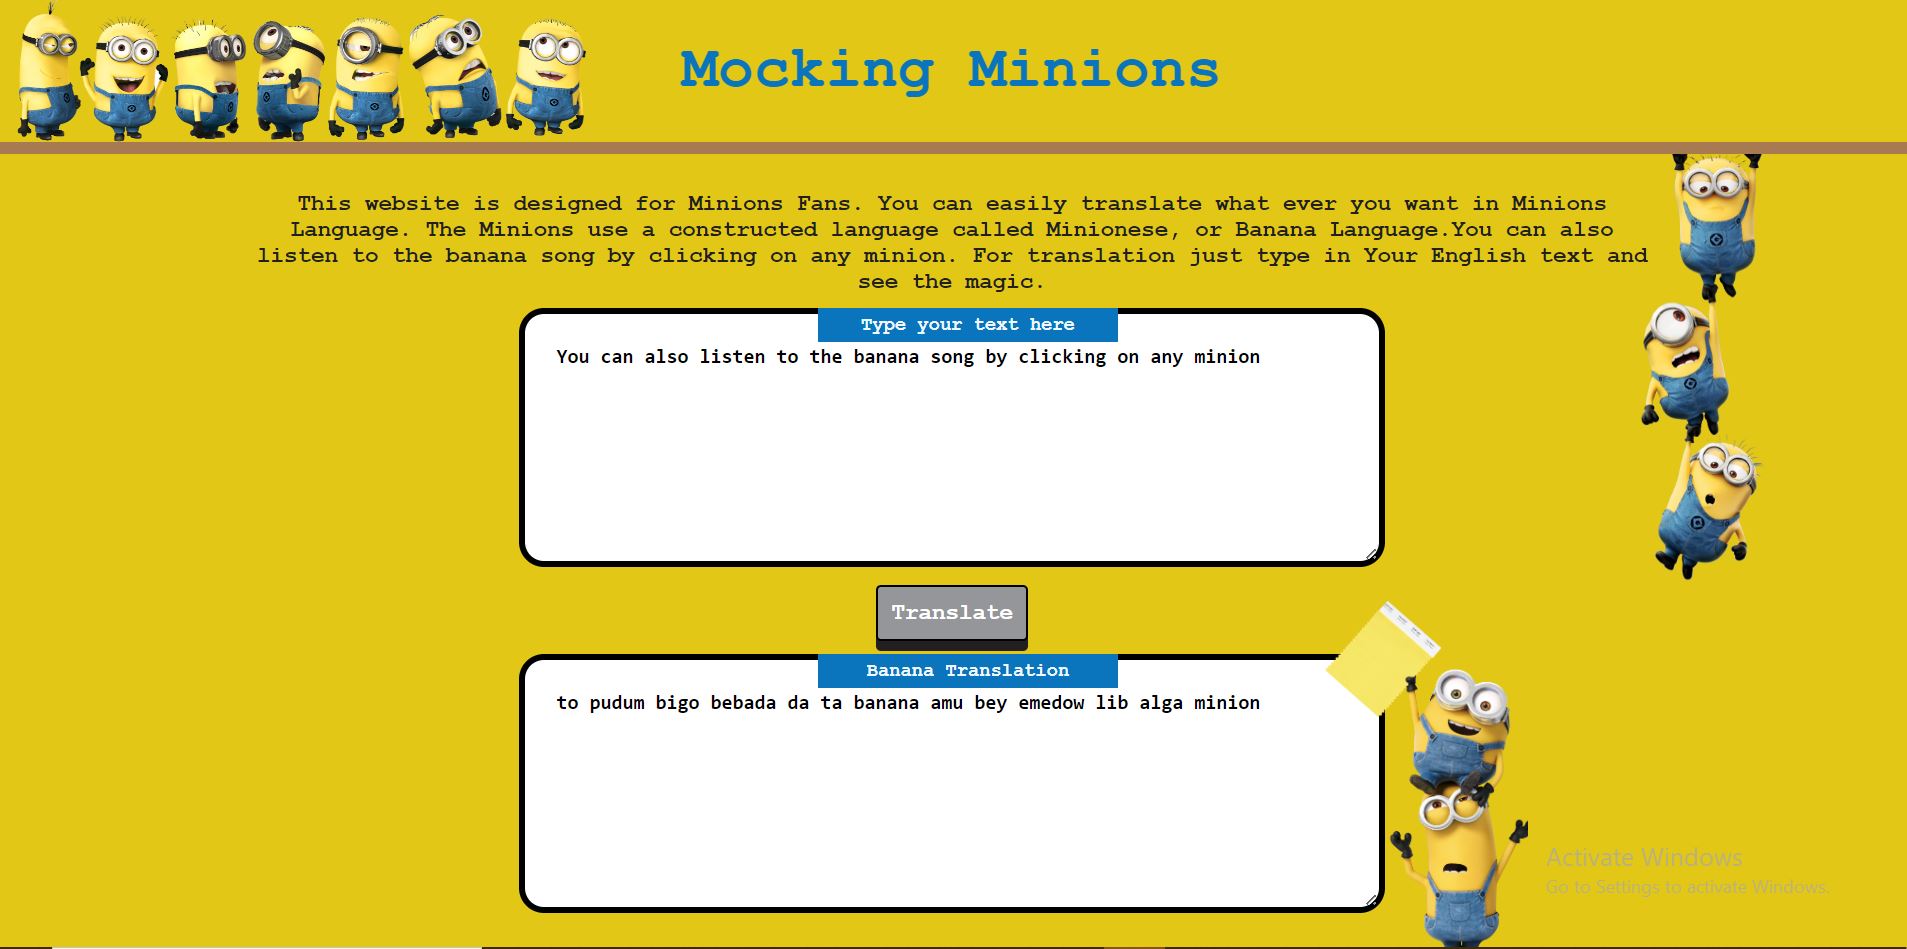 Mocking Minions
This website is designed for Minions Fans. You can easily translate what ever you want in Minions
Language. The Minions use a constructed language called Minionese, or Banana Language.You can also
listen to the banana song by clicking on any minion. For translation just type in Your English text and
see the magic.
Type your text here
You can also listen to the banana song by clicking on any minion
Translate
Banana Translation
to pudum bigo bebada da ta banana amu bey emedow lib alga minion
Activate Windows
Go to Settings to activate Windows.